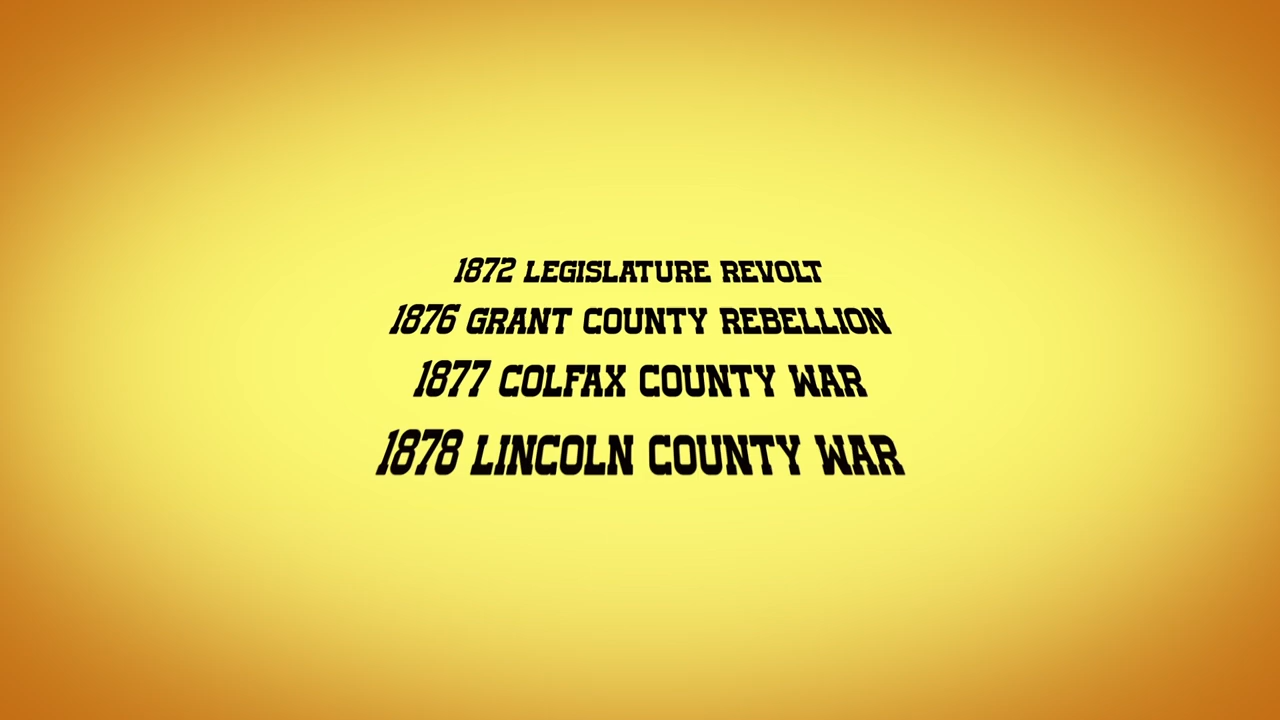 1872 LEGISLATURE REVOLT
1876 GRANT COUNTY REBELLION
1877 COLFAX COUNTY WAR
1878 LINCOLN COUNTY WAR